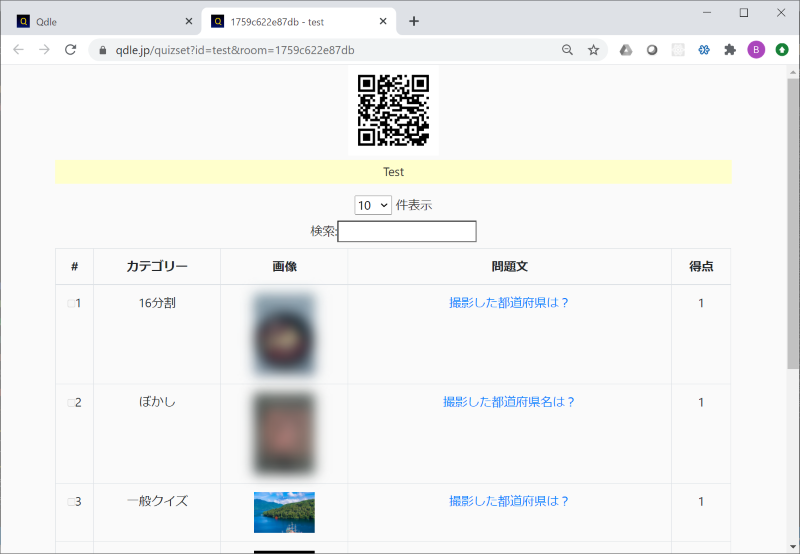 Qdle
1759c622e87db - test
qdle.jp/quizset?id=test&room=1759c622e87db
B
Test
10 件表示
検索:
# カテゴリー 画像 問題文 得点
□1 16分割 撮影した都道府県は？ 1
□2 ぼかし 撮影した都道府県名は？ 1
□3 一般クイズ 撮影した都道府県は？ 1